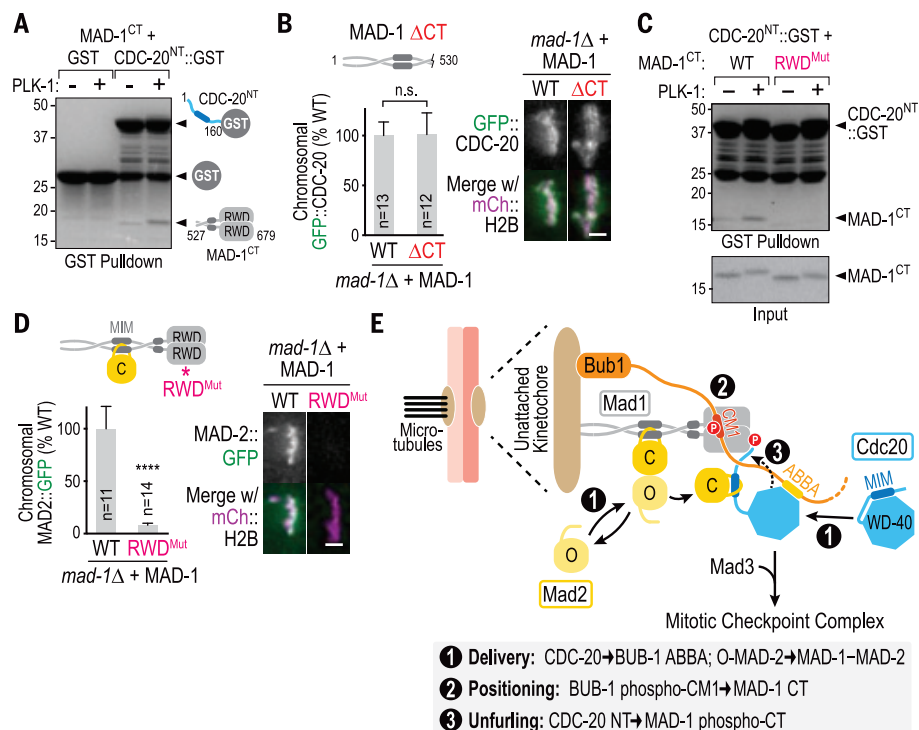 A
MAD-1CT +
GST CDC-20NT::GST
PLK-1: - + - +
50
37
25
20
15
1
CDC-20NT
160
GST
GST
RWD
RWD
527 679
MAD-1CT
GST Pulldown
B
MAD-1 ΔCT
1 530
n.s.
Chromosomal
GFP::CDC-20 (% WT)
100
50
0
n=13
n=12
WT ΔCT
mad-1Δ + MAD-1
mad-1Δ +
MAD-1
WT ΔCT
GFP::
CDC-20
Merge w/
mCh::
H2B
C
CDC-20NT::GST +
MAD-1CT: WT RWDMut
PLK-1: – + – +
50
37
25
20
15
CDC-20NT
::GST
MAD-1CT
GST Pulldown
15
MAD-1CT
Input
D
MIM
RWD
RWD
C
*
RWDMut
Chromosomal
MAD2::GFP (% WT)
100
50
0
****
n=11
n=14
WT RWDMut
mad-1Δ + MAD-1
mad-1Δ +
MAD-1
WT RWDMut
MAD-2::
GFP
Merge w/
mCh::
H2B
E
Micro-
tubules
Unattached
Kinetochore
Bub1
Mad1
2
CM1
P
P
3
Cdc20
C
O
C
ABBA
MIM
WD-40
1
1
O
Mad2
Mad3
Mitotic Checkpoint Complex
1 Delivery: CDC-20→BUB-1 ABBA; O-MAD-2→MAD-1–MAD-2
2 Positioning: BUB-1 phospho-CM1→MAD-1 CT
3 Unfurling: CDC-20 NT→MAD-1 phospho-CT